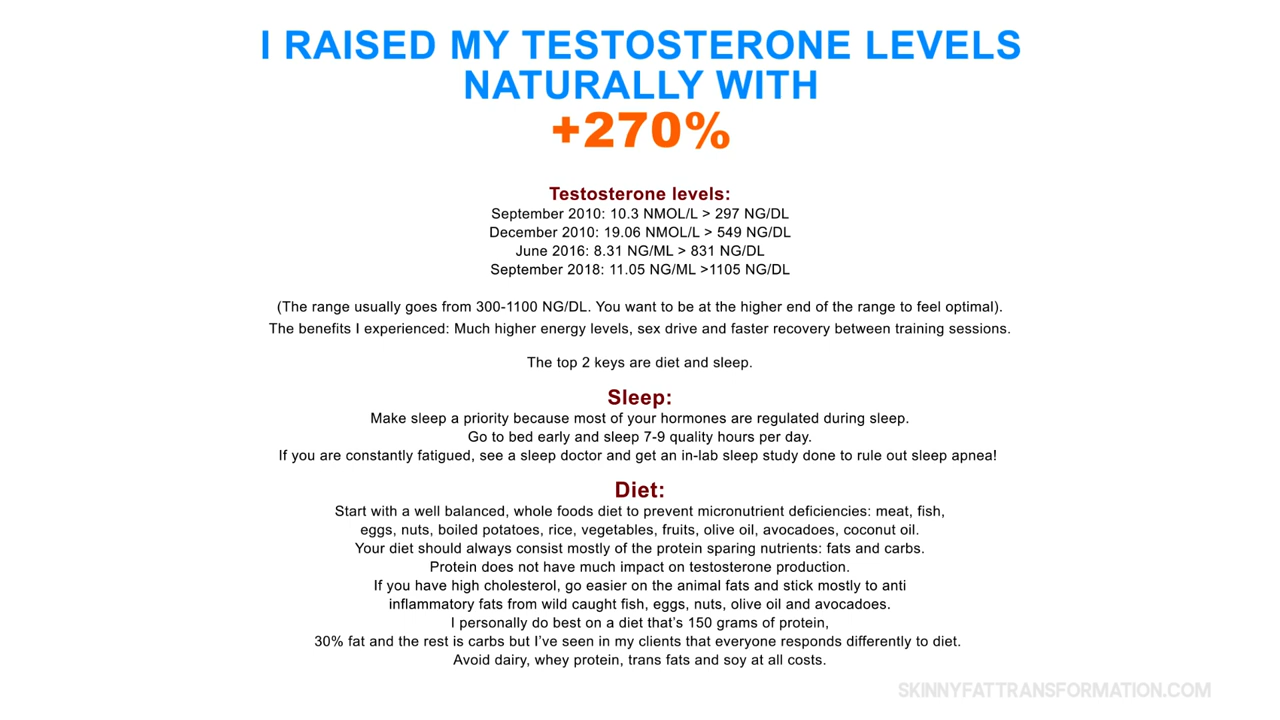 I RAISED MY TESTOSTERONE LEVELS
NATURALLY WITH
+270%
Testosterone levels:
September 2010: 10.3 NMOL/L > 297 NG/DL
December 2010: 19.06 NMOL/L > 549 NG/DL
June 2016: 8.31 NG/ML > 831 NG/DL
September 2018: 11.05 NG/ML >1105 NG/DL
(The range usually goes from 300-1100 NG/DL. You want to be at the higher end of the range to feel optimal).
The benefits I experienced: Much higher energy levels, sex drive and faster recovery between training sessions.
The top 2 keys are diet and sleep.
Sleep:
Make sleep a priority because most of your hormones are regulated during sleep.
Go to bed early and sleep 7-9 quality hours per day.
If you are constantly fatigued, see a sleep doctor and get an in-lab sleep study done to rule out sleep apnea!
Diet:
Start with a well balanced, whole foods diet to prevent micronutrient deficiencies: meat, fish,
eggs, nuts, boiled potatoes, rice, vegetables, fruits, olive oil, avocadoes, coconut oil.
Your diet should always consist mostly of the protein sparing nutrients: fats and carbs.
Protein does not have much impact on testosterone production.
If you have high cholesterol, go easier on the animal fats and stick mostly to anti
inflammatory fats from wild caught fish, eggs, nuts, olive oil and avocadoes.
I personally do best on a diet that's 150 grams of protein,
30% fat and the rest is carbs but I've seen in my clients that everyone responds differently to diet.
Avoid dairy, whey protein, trans fats and soy at all costs.
SKINNYFATTRANSFORMATION.COM